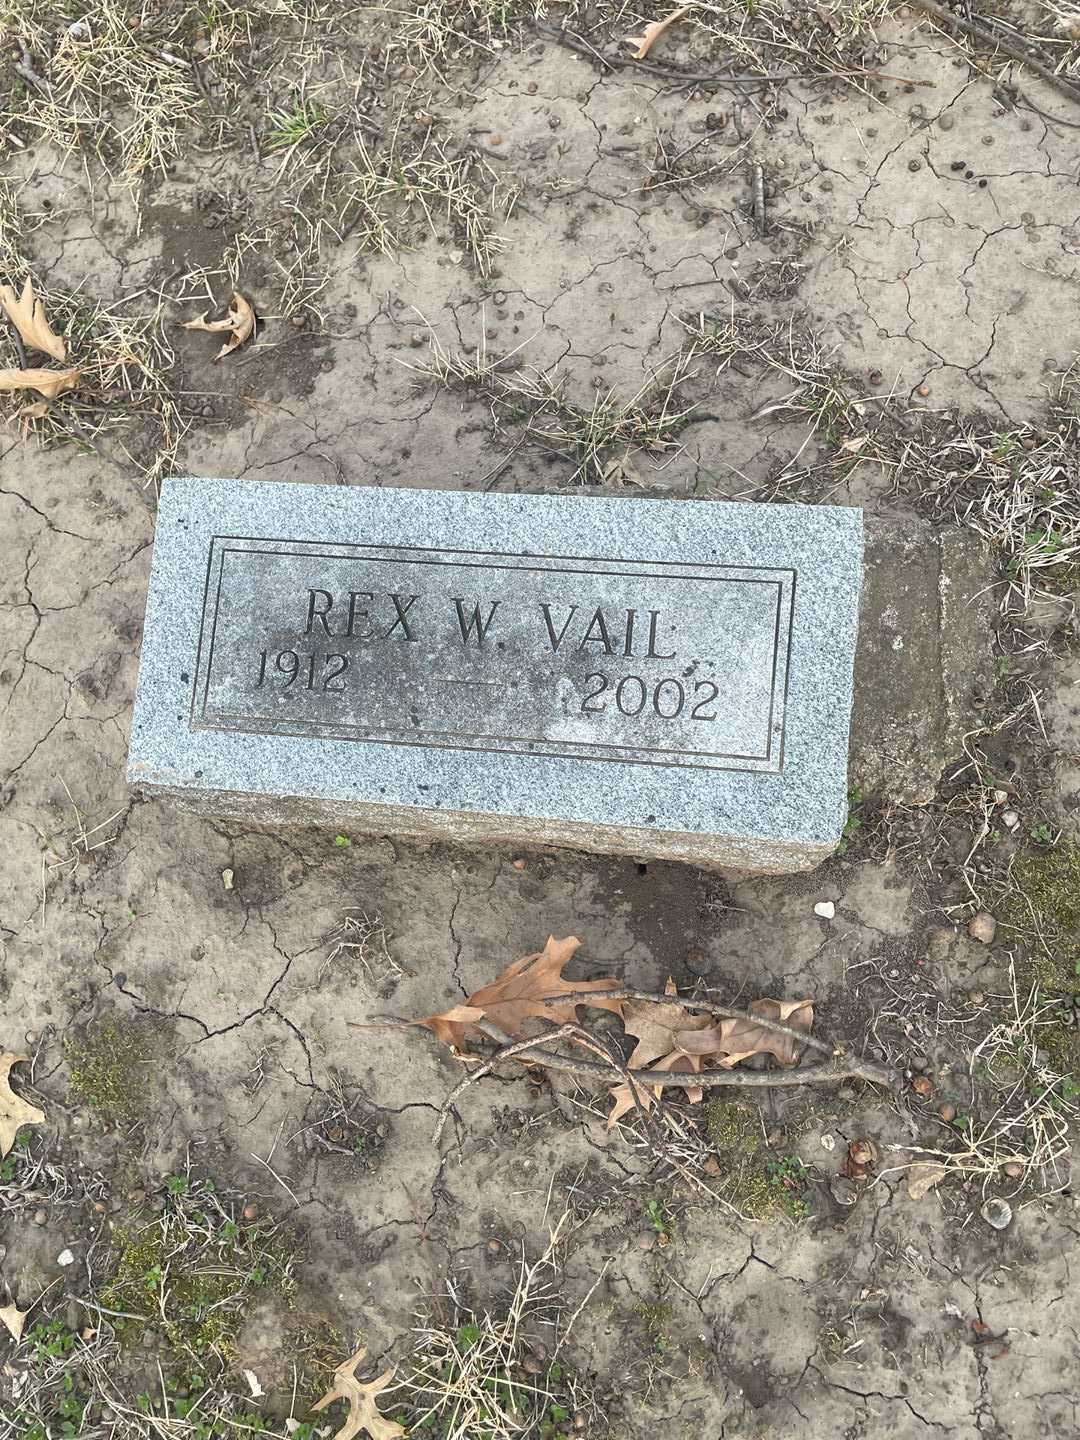 REX W. VAIL
1912 — 2002